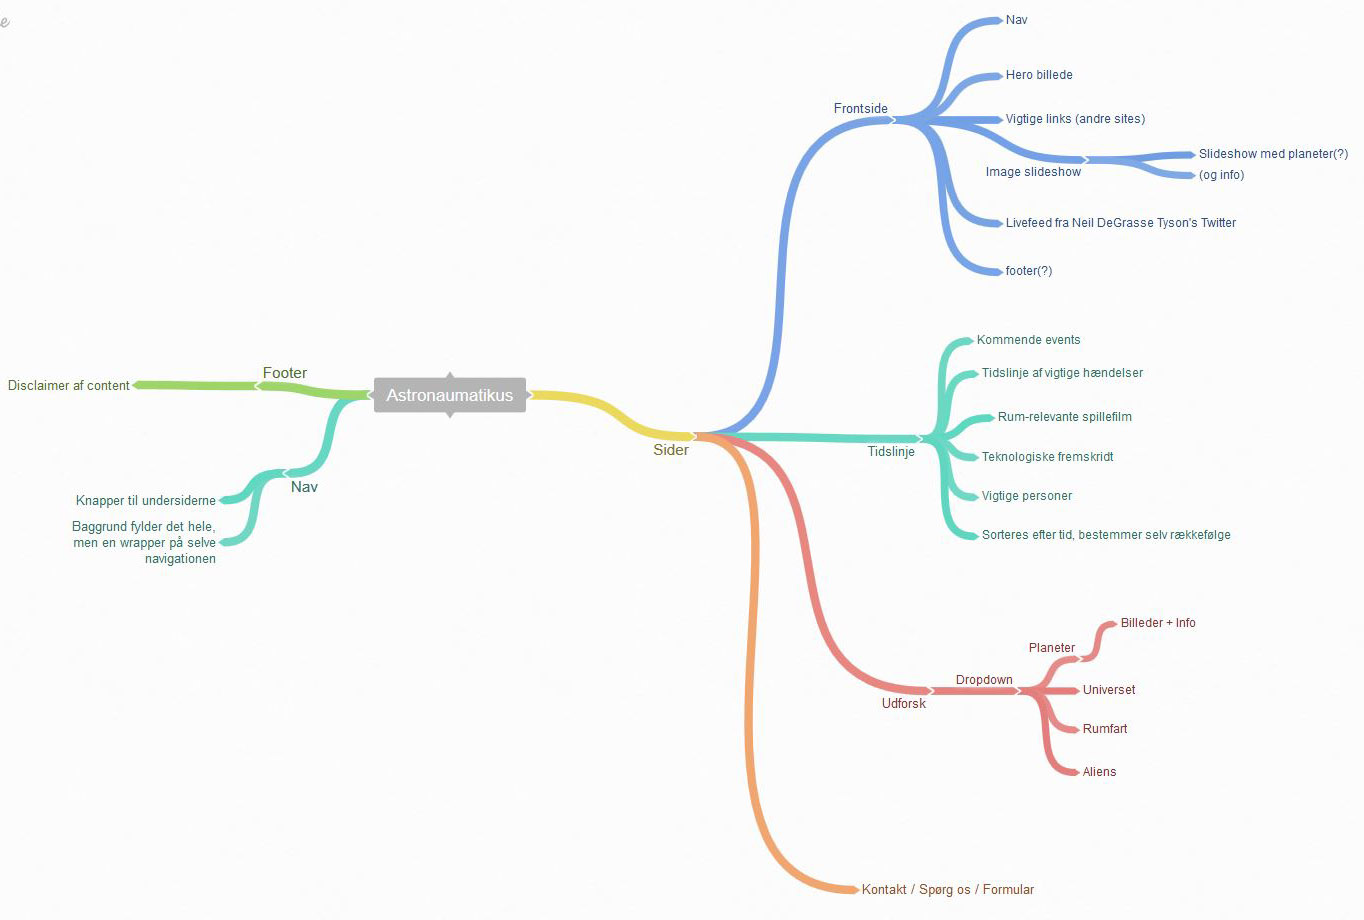 Nav
Hero billede
Frontside
Vigtige links (andre sites)
Slideshow med planeter(?)
Image slideshow
(og info)
Livefeed fra Neil DeGrasse Tyson's Twitter
footer(?)
Kommende events
Tidslinje af vigtige hændelser
Rum-relevante spillefilm
Tidslinje
Teknologiske fremskridt
Vigtige personer
Sorteres efter tid, bestemmer selv rækkefølge
Footer
Disclaimer af content
Astronaumatikus
Sider
Nav
Knapper til undersiderne
Baggrund fylder det hele,
men en wrapper på selve
navigationen
Billeder + Info
Planeter
Dropdown
Universet
Udforsk
Rumfart
Aliens
Kontakt / Spørg os / Formular